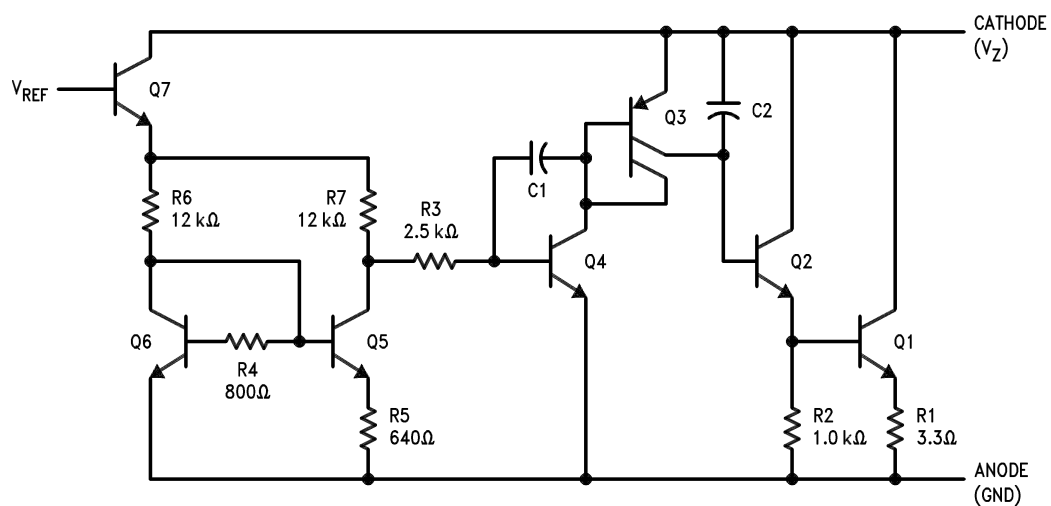 CATHODE
(VZ)
VREF
Q7
Q3
C2
C1
R6
12 kΩ
R7
12 kΩ
R3
2.5 kΩ
Q4
Q2
Q6
R4
800Ω
Q5
Q1
R5
640Ω
R2
1.0 kΩ
R1
3.3Ω
ANODE
(GND)